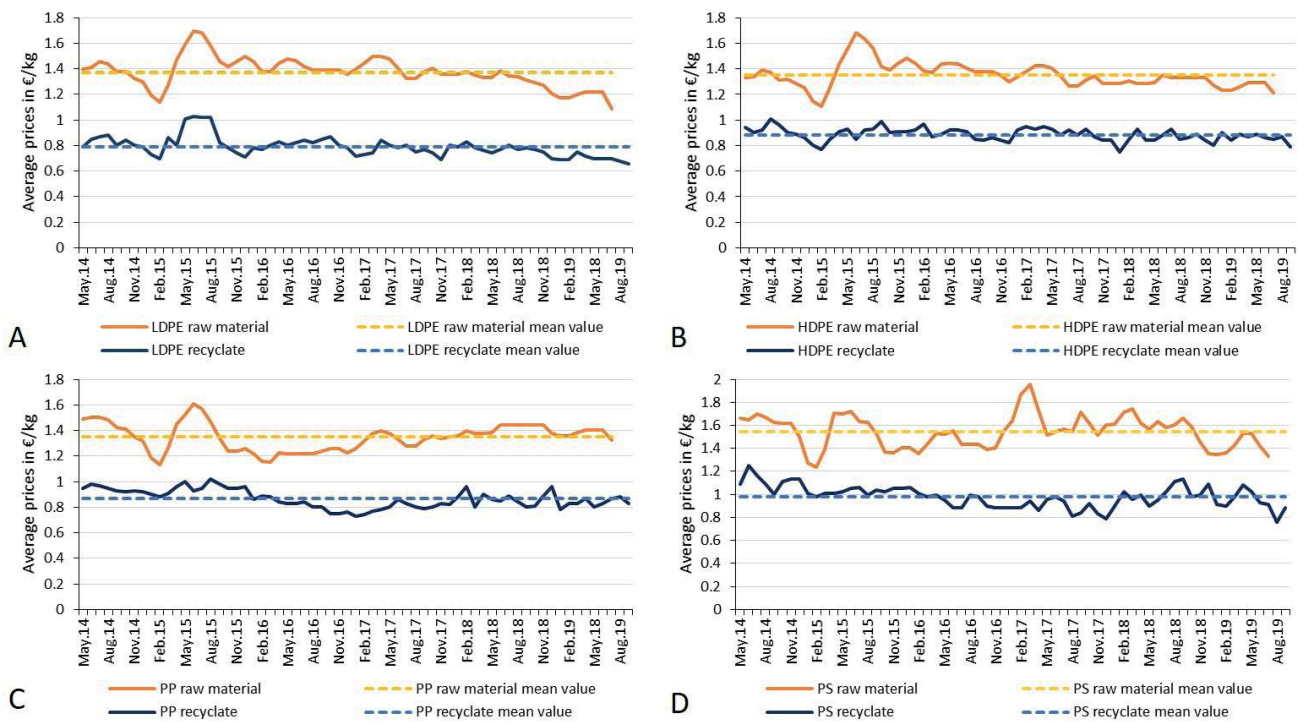 1.8
1.6
1.4
1.2
1
0.8
0.6
0.4
0.2
0
Average prices in €/kg
May.14
Aug.14
Nov.14
Feb.15
May.15
Aug.15
Nov.15
Feb.16
May.16
Aug.16
Nov.16
Feb.17
May.17
Aug.17
Nov.17
Feb.18
May.18
Aug.18
Nov.18
Feb.18
May.18
Aug.19
LDPE raw material
LDPE raw material mean value
LDPE recyclate
LDPE recyclate mean value
A
1.8
1.6
1.4
1.2
1
0.8
0.6
0.4
0.2
0
Average prices in €/kg
May.14
Aug.14
Nov.14
Feb.15
May.15
Aug.15
Nov.15
Feb.16
May.16
Aug.16
Nov.16
Feb.17
May.17
Aug.17
Nov.17
Feb.18
May.18
Aug.18
Nov.18
Feb.18
May.18
Aug.19
HDPE raw material
HDPE raw material mean value
HDPE recyclate
HDPE recyclate mean value
B
1.8
1.6
1.4
1.2
1
0.8
0.6
0.4
0.2
0
Average prices in €/kg
May.14
Aug.14
Nov.14
Feb.15
May.15
Aug.15
Nov.15
Feb.16
May.16
Aug.16
Nov.16
Feb.17
May.17
Aug.17
Nov.17
Feb.18
May.18
Aug.18
Nov.18
Feb.18
May.18
Aug.19
PP raw material
PP raw material mean value
PP recyclate
PP recyclate mean value
C
2
1.8
1.6
1.4
1.2
1
0.8
0.6
0.4
0.2
0
Average prices in €/kg
May.14
Aug.14
Nov.14
Feb.15
May.15
Aug.15
Nov.15
Feb.16
May.16
Aug.16
Nov.16
Feb.17
May.17
Aug.17
Nov.17
Feb.18
May.18
Aug.18
Nov.18
Feb.19
May.19
Aug.19
PS raw material
PS raw material mean value
PS recyclate
PS recyclate mean value
D